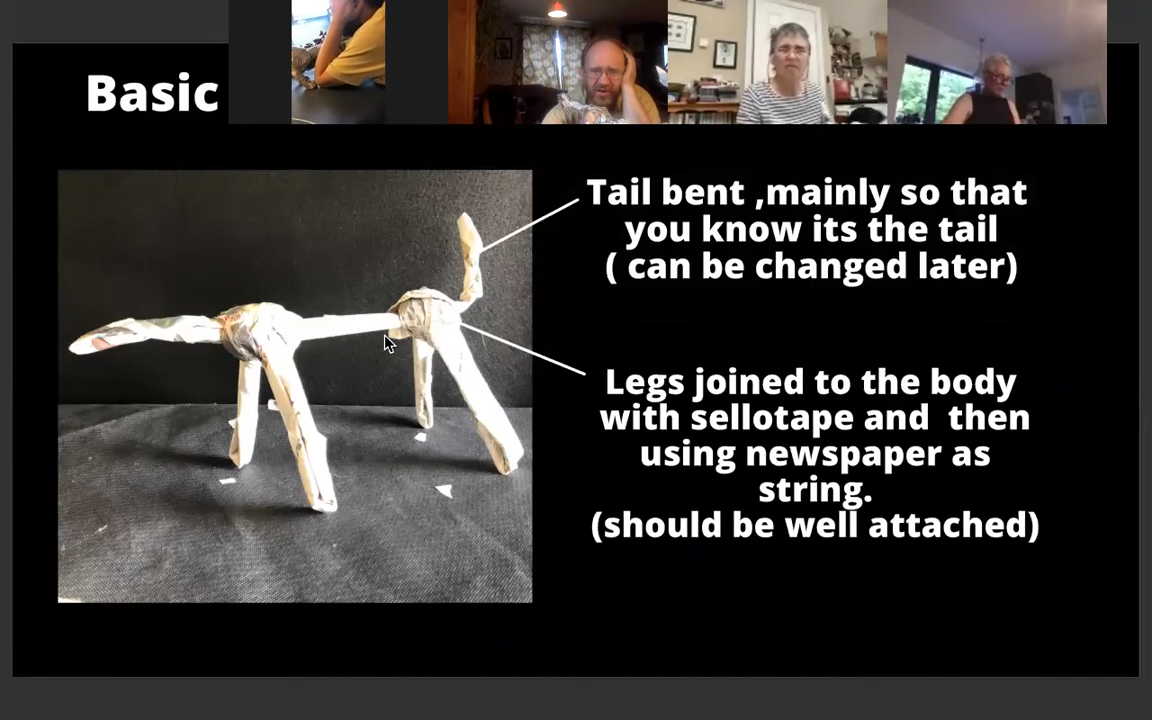 Basic
Tail bent ,mainly so that
you know its the tail
( can be changed later)
Legs joined to the body
with sellotape and  then
using newspaper as
string.
(should be well attached)